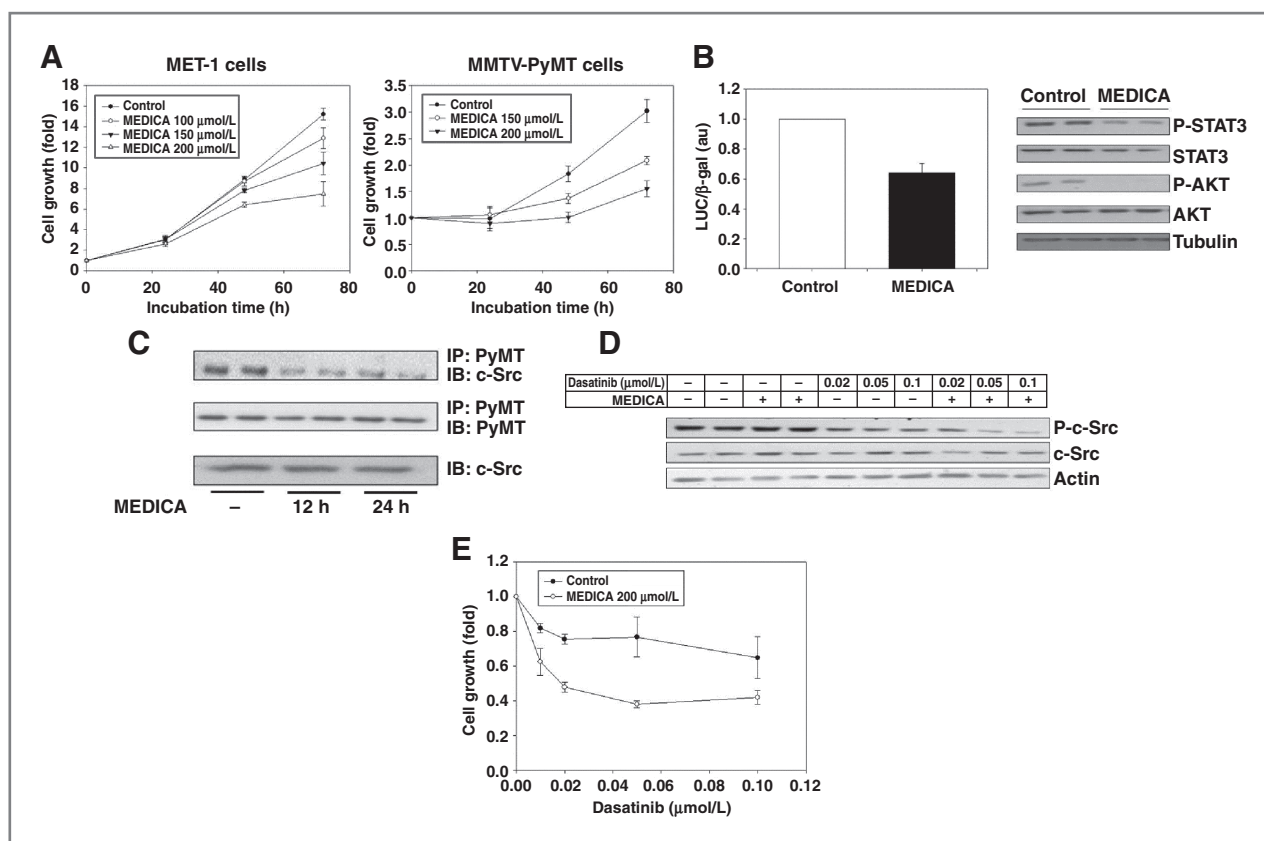 A
MET-1 cells
Cell growth (fold)
18
16
14
12
10
8
6
4
2
0
Control
MEDICA 100 μmol/L
MEDICA 150 μmol/L
MEDICA 200 μmol/L
0 20 40 60 80
Incubation time (h)
MMTV-PyMT cells
Cell growth (fold)
3.5
3.0
2.5
2.0
1.5
1.0
0.5
0.0
Control
MEDICA 150 μmol/L
MEDICA 200 μmol/L
0 20 40 60 80
Incubation time (h)
B
LUC/β-gal (au)
1.2
1.0
0.8
0.6
0.4
0.2
0.0
Control MEDICA
Control MEDICA
P-STAT3
STAT3
P-AKT
AKT
Tubulin
C
IP: PyMT
IB: c-Src
IP: PyMT
IB: PyMT
IB: c-Src
MEDICA – 12 h 24 h
D
Dasatinib (μmol/L) – – – – 0.02 0.05 0.1 0.02 0.05 0.1
MEDICA – – + + – – – + + +
P-c-Src
c-Src
Actin
E
Cell growth (fold)
1.2
1.0
0.8
0.6
0.4
0.2
0.0
Control
MEDICA 200 μmol/L
0.00 0.02 0.04 0.06 0.08 0.10 0.12
Dasatinib (μmol/L)